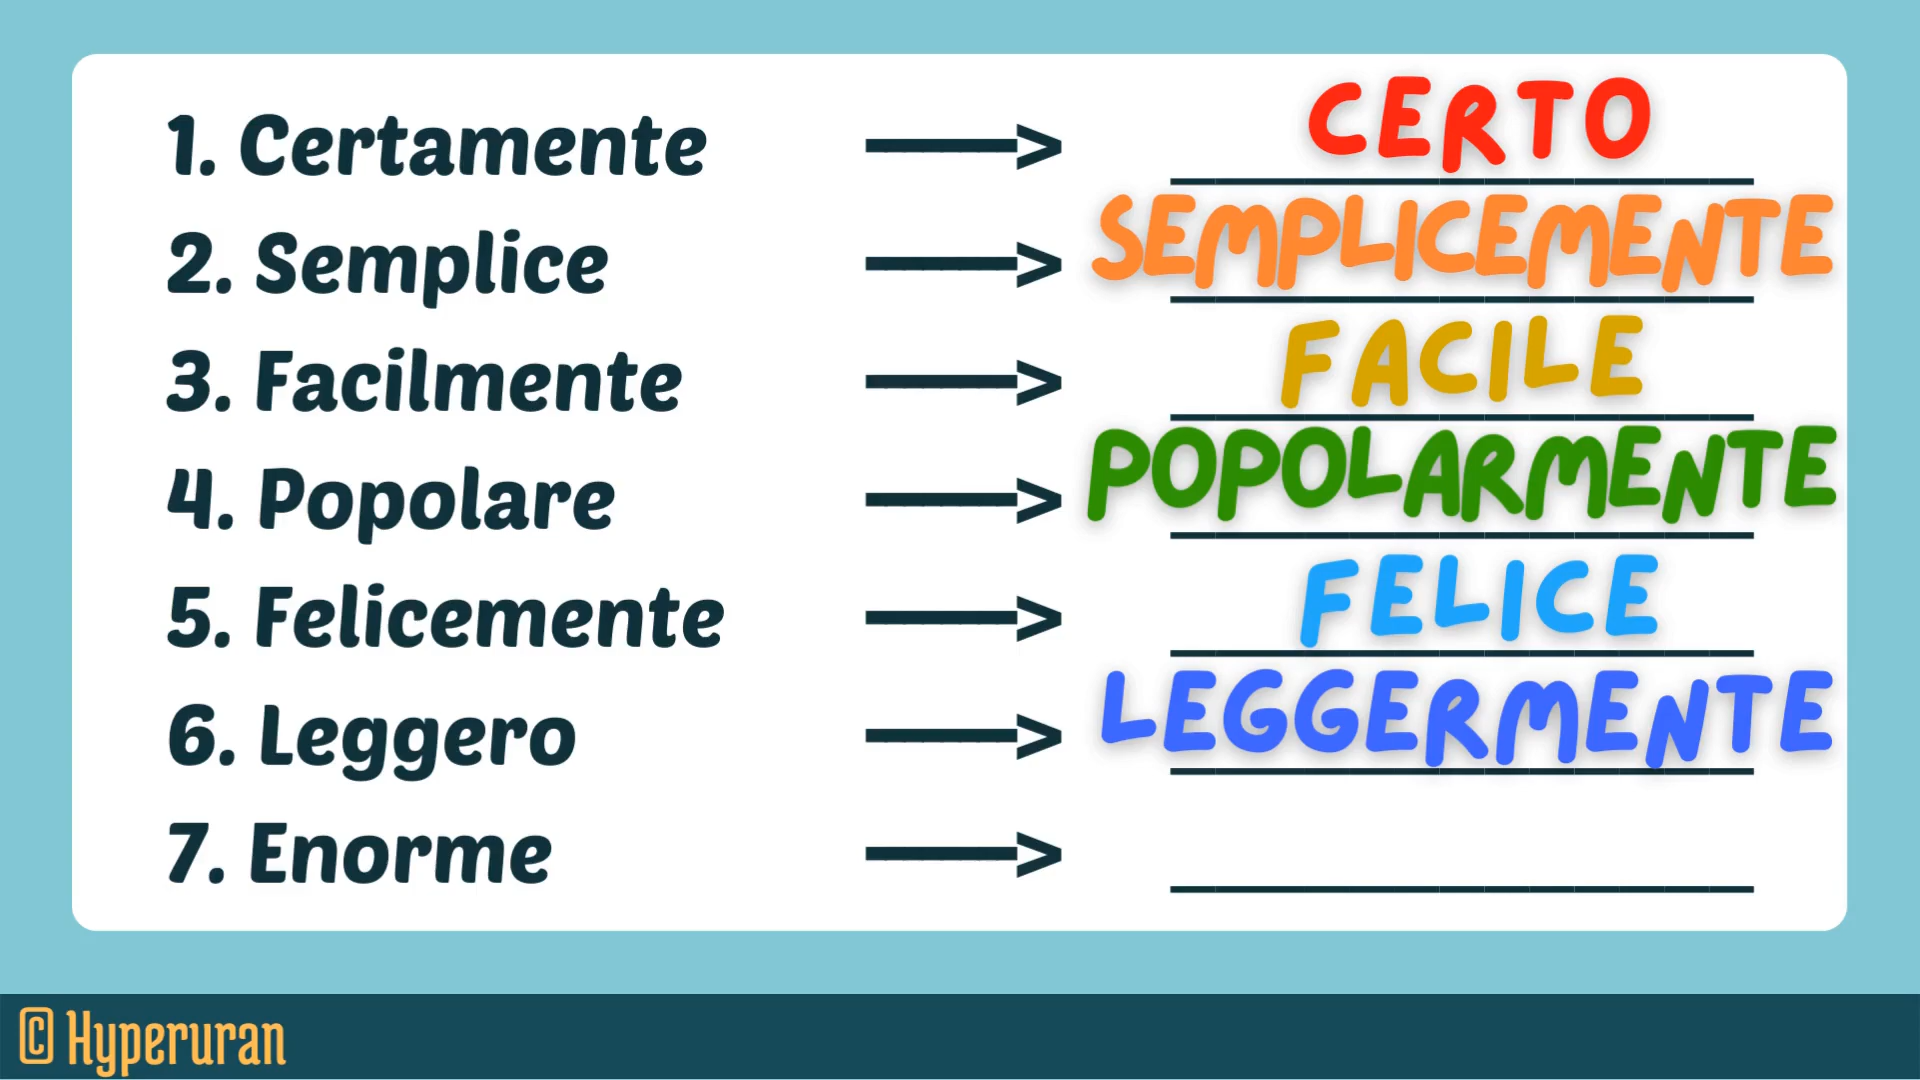 1. Certamente ⟶ CERTO
2. Semplice ⟶ SEMPLICEMENTE
3. Facilmente ⟶ FACILE
4. Popolare ⟶ POPOLARMENTE
5. Felicemente ⟶ FELICE
6. Leggero ⟶ LEGGERMENTE
7. Enorme ⟶ ____________
© Hyperuran